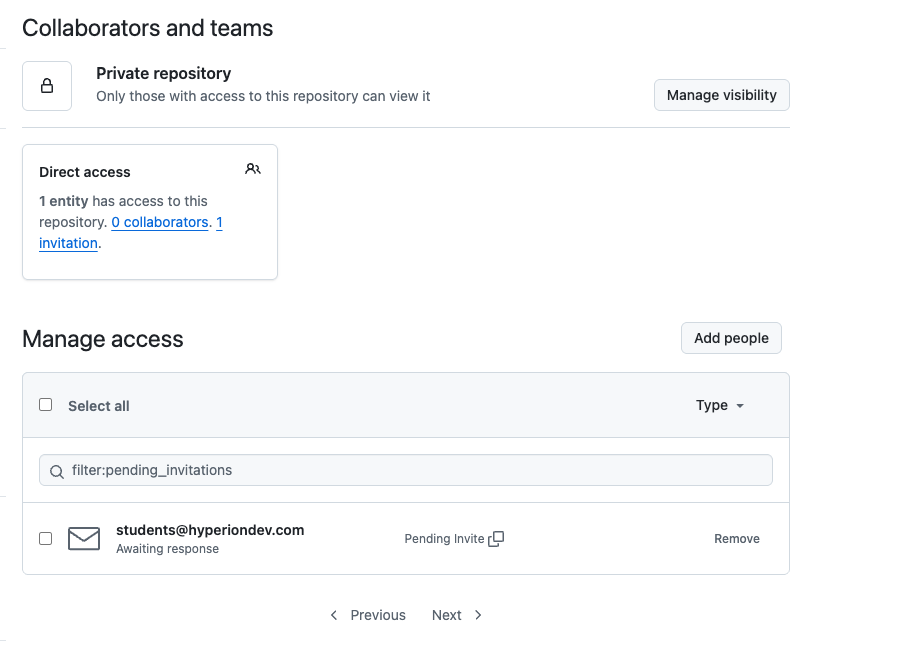 Collaborators and teams
Private repository
Only those with access to this repository can view it
Manage visibility
Direct access
1 entity has access to this
repository. 0 collaborators. 1
invitation.
Manage access
Add people
Select all
Type
filter:pending_invitations
students@hyperiondev.com
Awaiting response
Pending Invite
Remove
Previous
Next